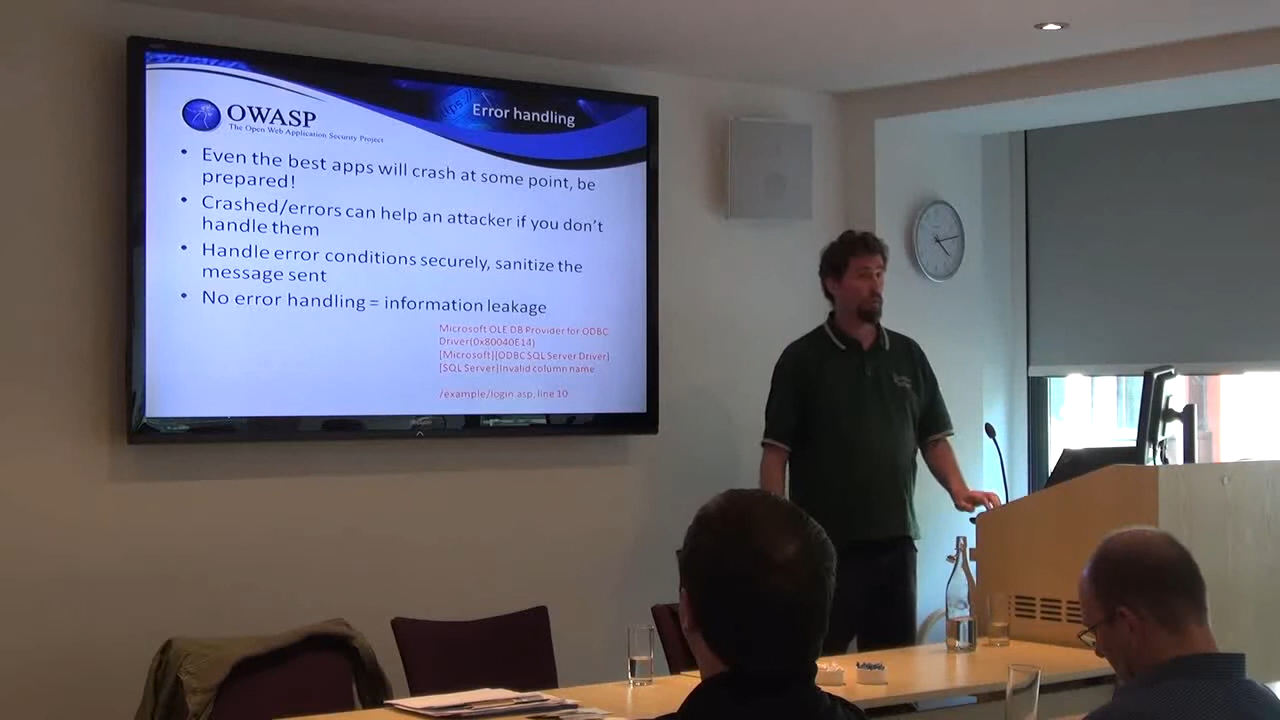 Error handling
OWASP
The Open Web Application Security Project
• Even the best apps will crash at some point, be
prepared!
• Crashed/errors can help an attacker if you don't
handle them
• Handle error conditions securely, sanitize the
message sent
• No error handling = information leakage
Microsoft OLE DB Provider for ODBC
Driver(0x80040E14)
[Microsoft][ODBC SQL Server Driver]
[SQL Server]Invalid column name
/example/login.asp, line 10